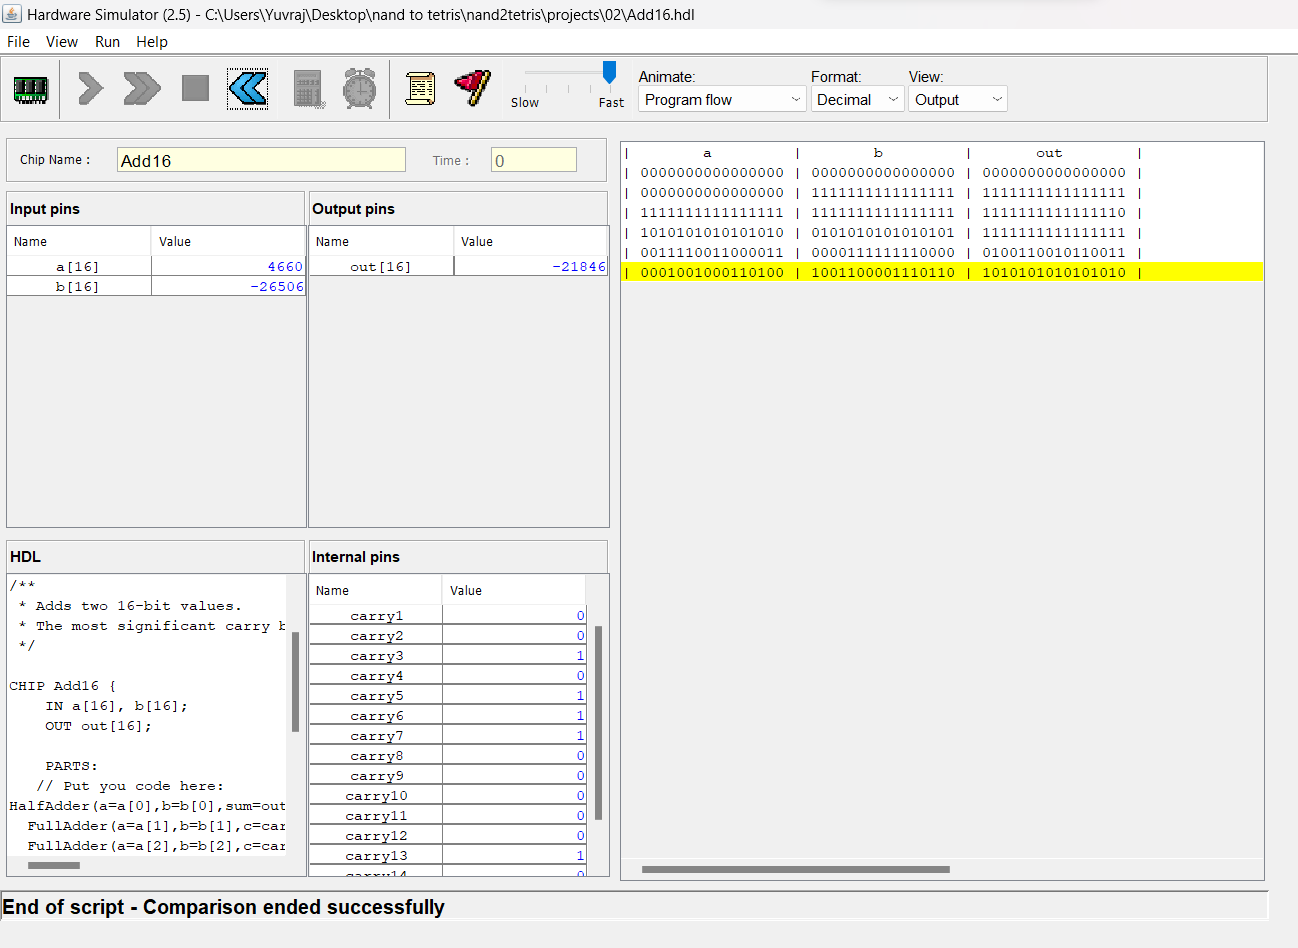 Hardware Simulator (2.5) - C:\Users\Yuvraj\Desktop\nand to tetris\nand2tetris\projects\02\Add16.hdl
File View Run Help
Slow Fast
Animate: Format: View:
Program flow Decimal Output
Chip Name : Add16 Time : 0
Input pins
Name Value
a[16] 4660
b[16] -26506
Output pins
Name Value
out[16] -21846
| a | b | out |
| 0000000000000000 | 0000000000000000 | 0000000000000000 |
| 0000000000000000 | 1111111111111111 | 1111111111111111 |
| 1111111111111111 | 1111111111111111 | 1111111111111110 |
| 1010101010101010 | 0101010101010101 | 1111111111111111 |
| 0011110011000011 | 0000111111110000 | 0100110010110011 |
| 0001001000110100 | 1001100001110110 | 1010101010101010 |
HDL
/**
* Adds two 16-bit values.
* The most significant carry b
*/
CHIP Add16 {
IN a[16], b[16];
OUT out[16];
PARTS:
// Put you code here:
HalfAdder(a=a[0],b=b[0],sum=out
FullAdder(a=a[1],b=b[1],c=car
FullAdder(a=a[2],b=b[2],c=car
Internal pins
Name Value
carry1 0
carry2 0
carry3 1
carry4 0
carry5 1
carry6 1
carry7 1
carry8 0
carry9 0
carry10 0
carry11 0
carry12 0
carry13 1
carry14 0
End of script - Comparison ended successfully